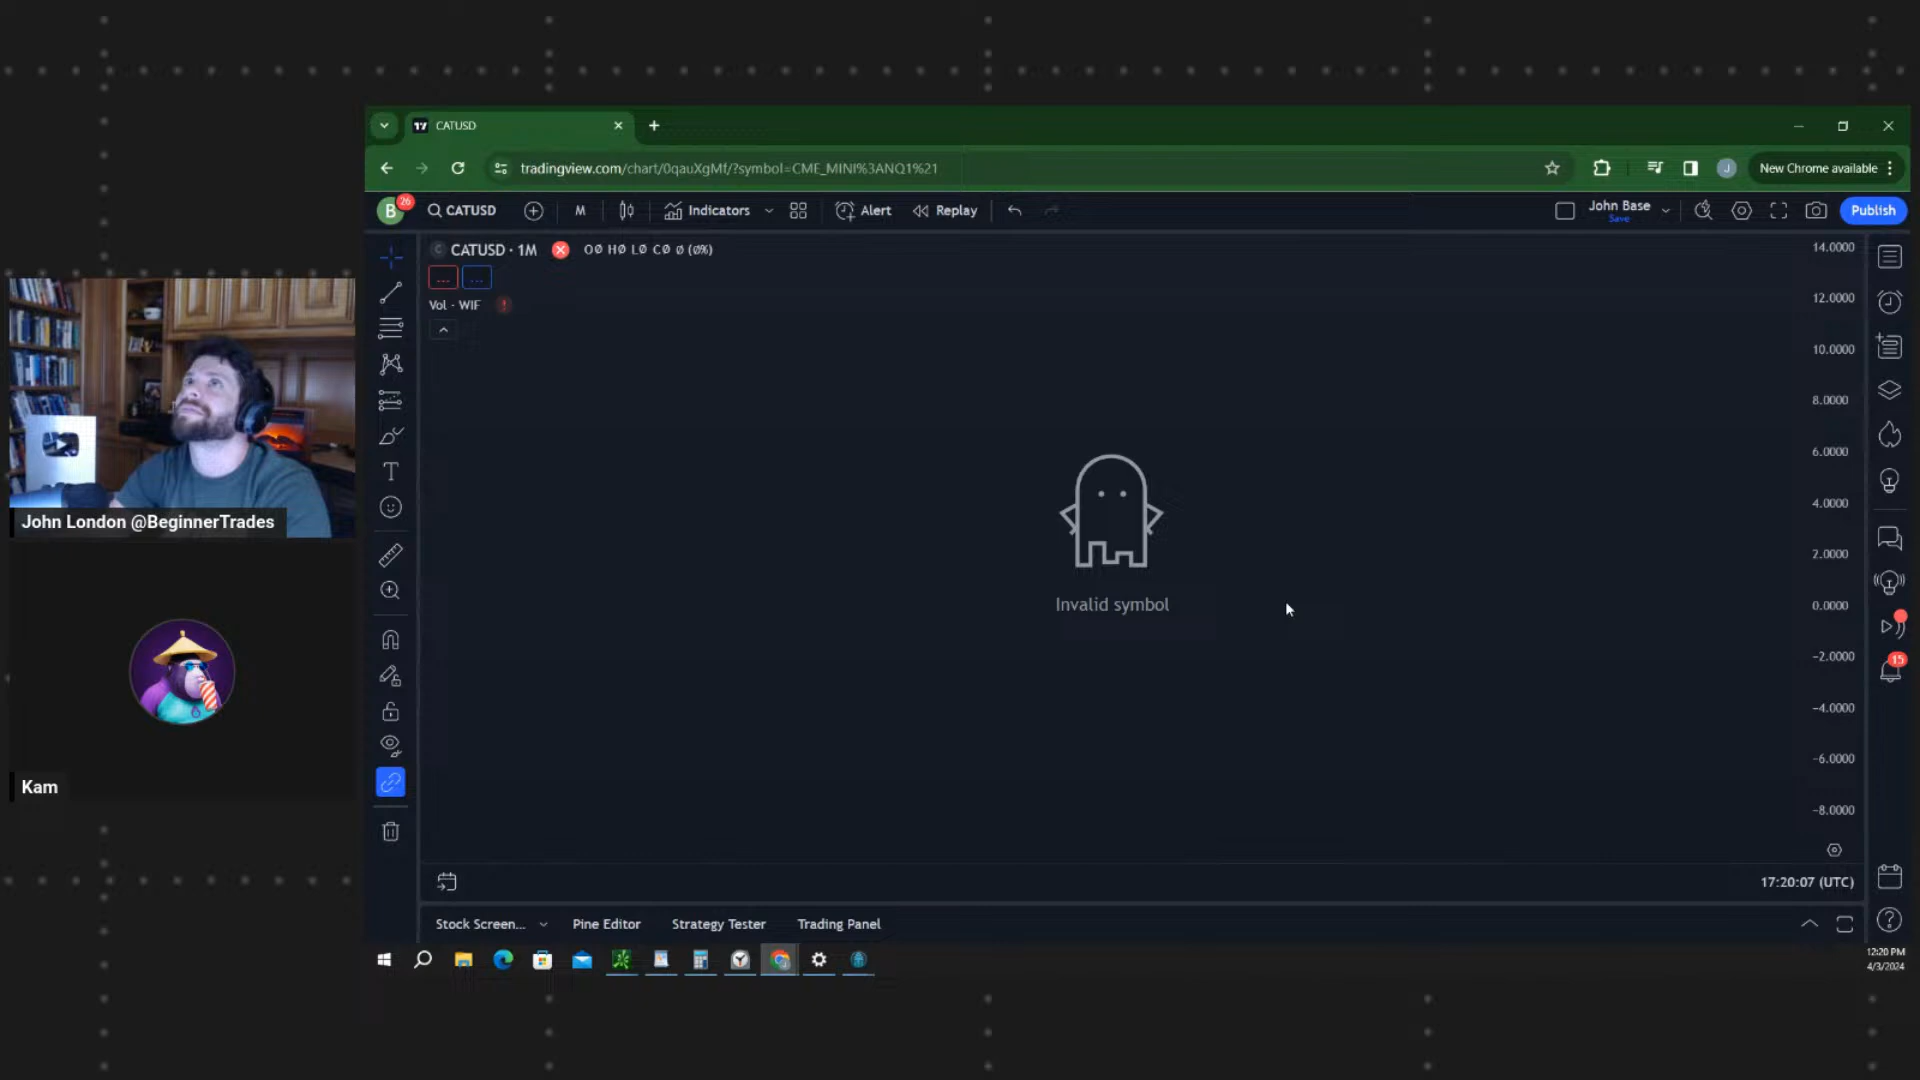 CATUSD
tradingview.com/chart/0qauXgMf/?symbol=CME_MINI%3ANQ1%21
J
New Chrome available
B
26
CATUSD
M
Indicators
Alert
Replay
John Base
Save
Publish
C CATUSD · 1M
O∅ H∅ L∅ C∅ ∅ (∅%)
... ...
Vol · WIF
Invalid symbol
14.0000
12.0000
10.0000
8.0000
6.0000
4.0000
2.0000
0.0000
−2.0000
−4.0000
−6.0000
−8.0000
15
17:20:07 (UTC)
Stock Screen...
Pine Editor
Strategy Tester
Trading Panel
12:20 PM
4/3/2024
John London @BeginnerTrades
Kam